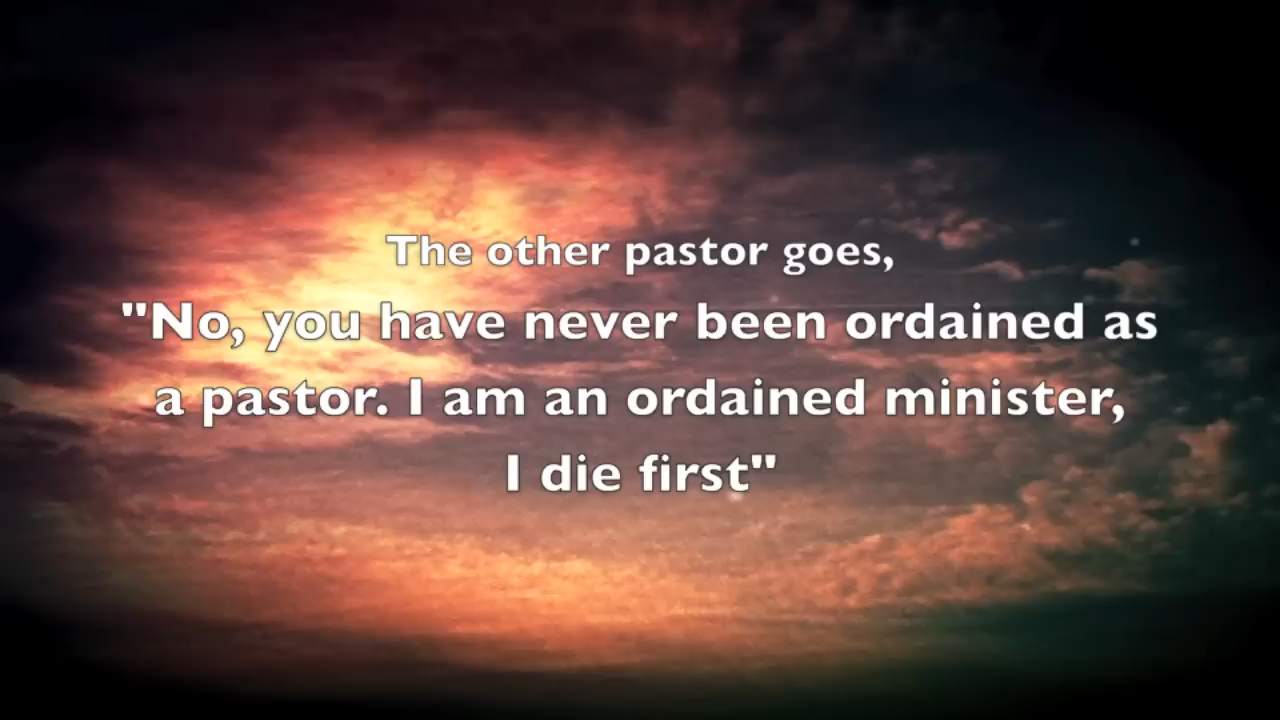 The other pastor goes,
"No, you have never been ordained as
a pastor. I am an ordained minister,
I die first"